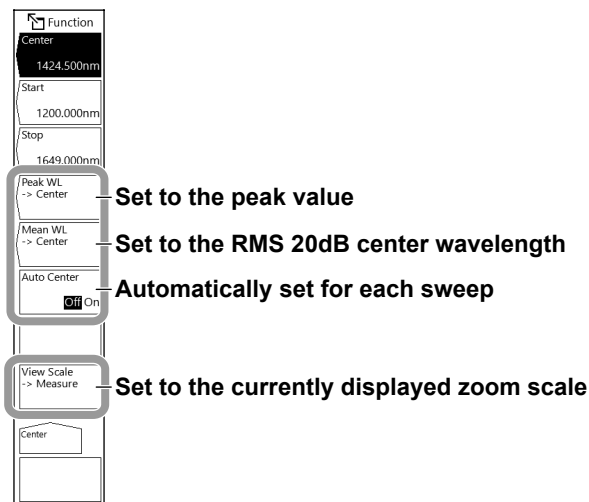 Function
Center
1424.500nm
Start
1200.000nm
Stop
1649.000nm
Peak WL
-> Center
Set to the peak value
Mean WL
-> Center
Set to the RMS 20dB center wavelength
Auto Center
Off On
Automatically set for each sweep
View Scale
-> Measure
Set to the currently displayed zoom scale
Center